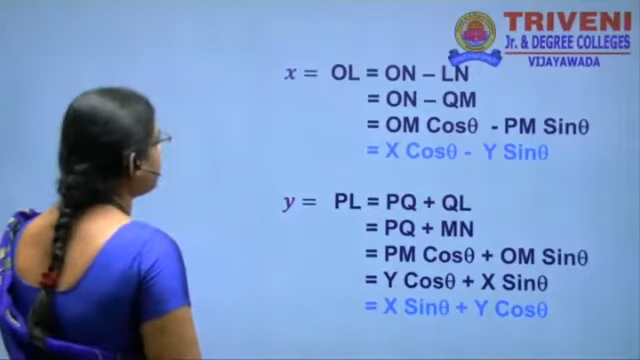 TRIVENI
Jr. & DEGREE COLLEGES
VIJAYAWADA
x = OL = ON – LN
= ON – QM
= OM Cosθ - PM Sinθ
= X Cosθ - Y Sinθ
y = PL = PQ + QL
= PQ + MN
= PM Cosθ + OM Sinθ
= Y Cosθ + X Sinθ
= X Sinθ + Y Cosθ